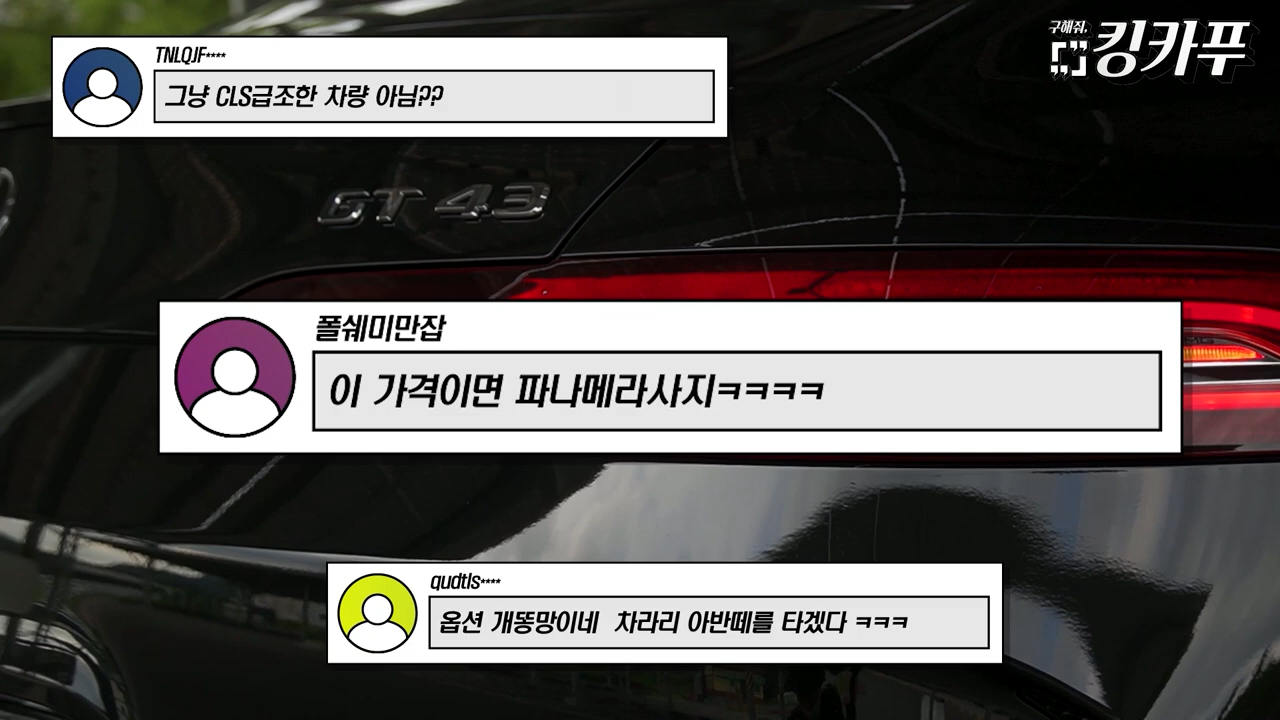 구해줘,
킹카푸
TNLQJF****
그냥 CLS급조한 차량 아님??
GT 43
폴쉐미만잡
이 가격이면 파나메라사지ㅋㅋㅋㅋ
qudtls****
옵션 개똥망이네 차라리 아반떼를 타겠다 ㅋㅋㅋ